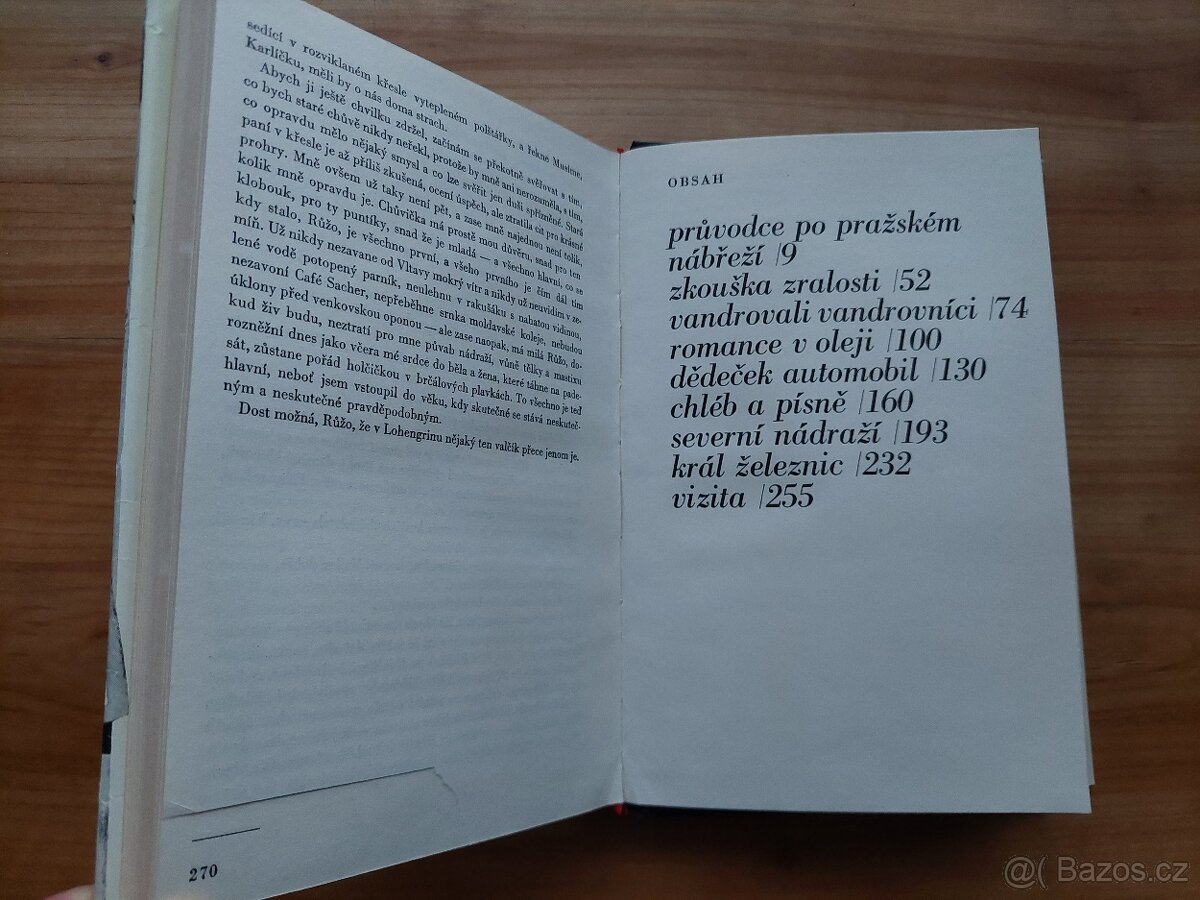 sedící v rozviklaném křesle vytepleném polštářky, a řekne Muslene,
Karlíčku, měli by o nás doma strach.
Abych ji ještě chvilku zdržel, začínám se překotně svěřovat s tím,
co bych staré chůvě nikdy neřekl, protože by mně ani nerozuměla, s tím,
co opravdu mělo nějaký smysl a co lze svěřit jen duši spřízněné. Stará
paní v křesle je až příliš zkušená, ocení úspěch, ale ztratila cit pro krásné
prohry. Mně ovšem už taky není pět, a zase mně najednou není tolik,
kolik mně opravdu je. Chůvička má prostě mou důvěru, snad pro ten
klobouk, pro ty puntíky, snad že je mladá — a všechno hlavní, co se
kdy stalo, Růžo, je všechno první, a všeho prvního je čím dál tím
míň. Už nikdy nezavane od Vltavy mokrý vítr a nikdy už neuvidím v ze-
lené vodě potopený parník, neulehnu v rakušáku s nahatou vidinou,
nezavoní Café Sacher, nepřeběhne srnka moldavské koleje, nebudou
úklony před venkovskou oponou — ale zase naopak, má milá Růžo, do-
kud živ budu, neztratí pro mne půvab nádraží, vůně tělky a mastixu
rozněžní dnes jako včera mé srdce do běla a žena, které táhne na pade-
sát, zůstane pořád holčičkou v brčálových plavkách. To všechno je teď
hlavní, neboť jsem vstoupil do věku, kdy skutečné se stává neskuteč-
ným a neskutečné pravděpodobným.
Dost možná, Růžo, že v Lohengrinu nějaký ten valčík přece jenom je.
270
OBSAH
průvodce po pražském
nábřeží /9
zkouška zralosti /52
vandrovali vandrovníci /74
romance v oleji /100
dědeček automobil /130
chléb a písně /160
severní nádraží /193
král železnic /232
vizita /255
@( Bazos.cz